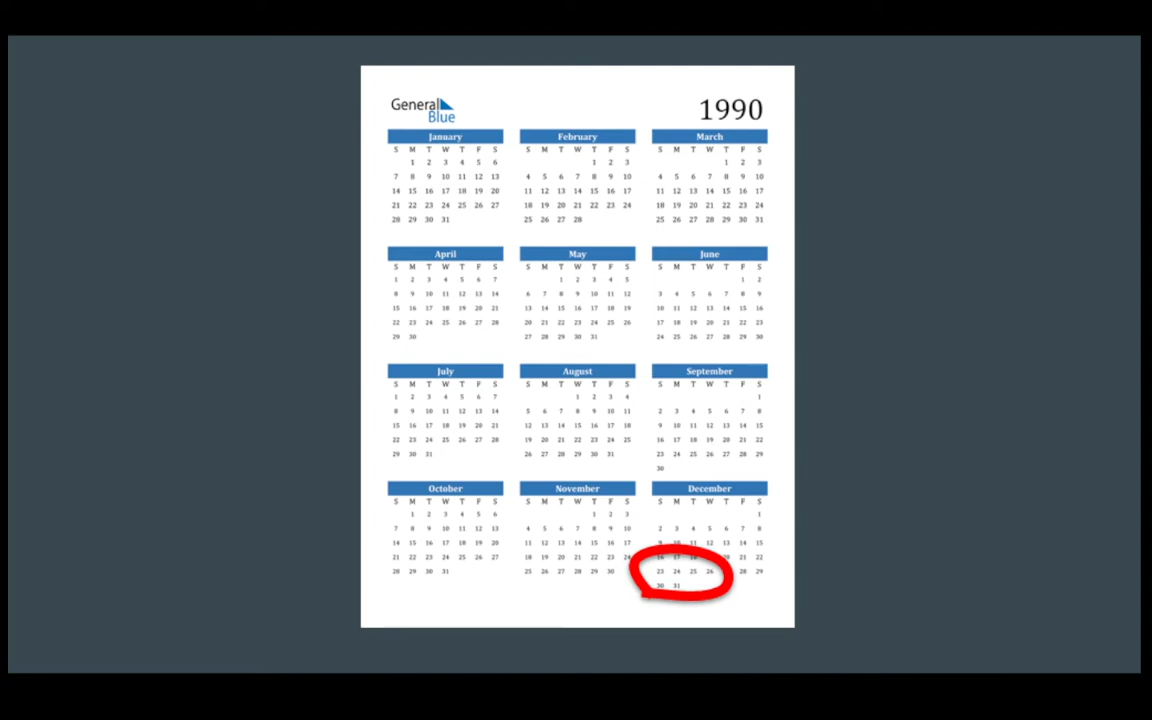 General
Blue
1990
January
S M T W T F S
1 2 3 4 5 6
7 8 9 10 11 12 13
14 15 16 17 18 19 20
21 22 23 24 25 26 27
28 29 30 31
February
S M T W T F S
1 2 3
4 5 6 7 8 9 10
11 12 13 14 15 16 17
18 19 20 21 22 23 24
25 26 27 28
March
S M T W T F S
1 2 3
4 5 6 7 8 9 10
11 12 13 14 15 16 17
18 19 20 21 22 23 24
25 26 27 28 29 30 31
April
S M T W T F S
1 2 3 4 5 6 7
8 9 10 11 12 13 14
15 16 17 18 19 20 21
22 23 24 25 26 27 28
29 30
May
S M T W T F S
1 2 3 4 5
6 7 8 9 10 11 12
13 14 15 16 17 18 19
20 21 22 23 24 25 26
27 28 29 30 31
June
S M T W T F S
1 2
3 4 5 6 7 8 9
10 11 12 13 14 15 16
17 18 19 20 21 22 23
24 25 26 27 28 29 30
July
S M T W T F S
1 2 3 4 5 6 7
8 9 10 11 12 13 14
15 16 17 18 19 20 21
22 23 24 25 26 27 28
29 30 31
August
S M T W T F S
1 2 3 4
5 6 7 8 9 10 11
12 13 14 15 16 17 18
19 20 21 22 23 24 25
26 27 28 29 30 31
September
S M T W T F S
1
2 3 4 5 6 7 8
9 10 11 12 13 14 15
16 17 18 19 20 21 22
23 24 25 26 27 28 29
30
October
S M T W T F S
1 2 3 4 5 6
7 8 9 10 11 12 13
14 15 16 17 18 19 20
21 22 23 24 25 26 27
28 29 30 31
November
S M T W T F S
1 2 3
4 5 6 7 8 9 10
11 12 13 14 15 16 17
18 19 20 21 22 23 24
25 26 27 28 29 30
December
S M T W T F S
1
2 3 4 5 6 7 8
9 10 11 12 13 14 15
16 17 18 20 21 22
23 24 25 26 28 29
30 31